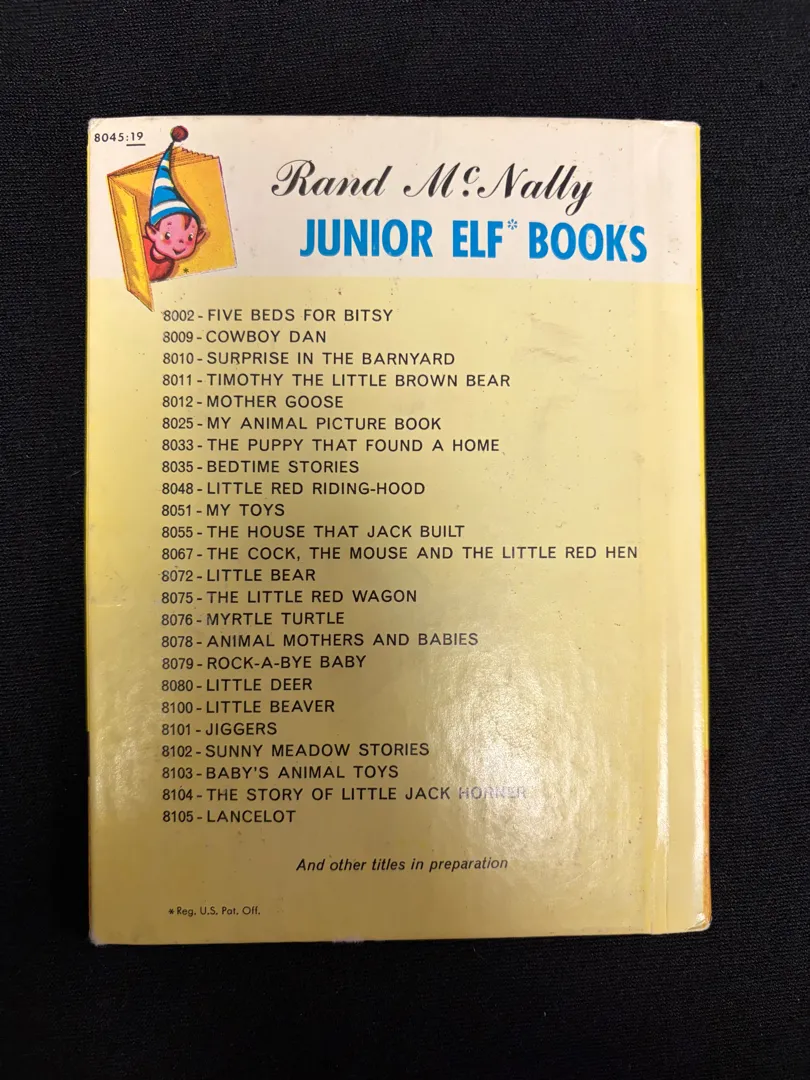 8045:19
Rand McNally
JUNIOR ELF* BOOKS
8002 - FIVE BEDS FOR BITSY
8009 - COWBOY DAN
8010 - SURPRISE IN THE BARNYARD
8011 - TIMOTHY THE LITTLE BROWN BEAR
8012 - MOTHER GOOSE
8025 - MY ANIMAL PICTURE BOOK
8033 - THE PUPPY THAT FOUND A HOME
8035 - BEDTIME STORIES
8048 - LITTLE RED RIDING-HOOD
8051 - MY TOYS
8055 - THE HOUSE THAT JACK BUILT
8067 - THE COCK, THE MOUSE AND THE LITTLE RED HEN
8072 - LITTLE BEAR
8075 - THE LITTLE RED WAGON
8076 - MYRTLE TURTLE
8078 - ANIMAL MOTHERS AND BABIES
8079 - ROCK-A-BYE BABY
8080 - LITTLE DEER
8100 - LITTLE BEAVER
8101 - JIGGERS
8102 - SUNNY MEADOW STORIES
8103 - BABY'S ANIMAL TOYS
8104 - THE STORY OF LITTLE JACK HORNER
8105 - LANCELOT
And other titles in preparation
* Reg. U.S. Pat. Off.